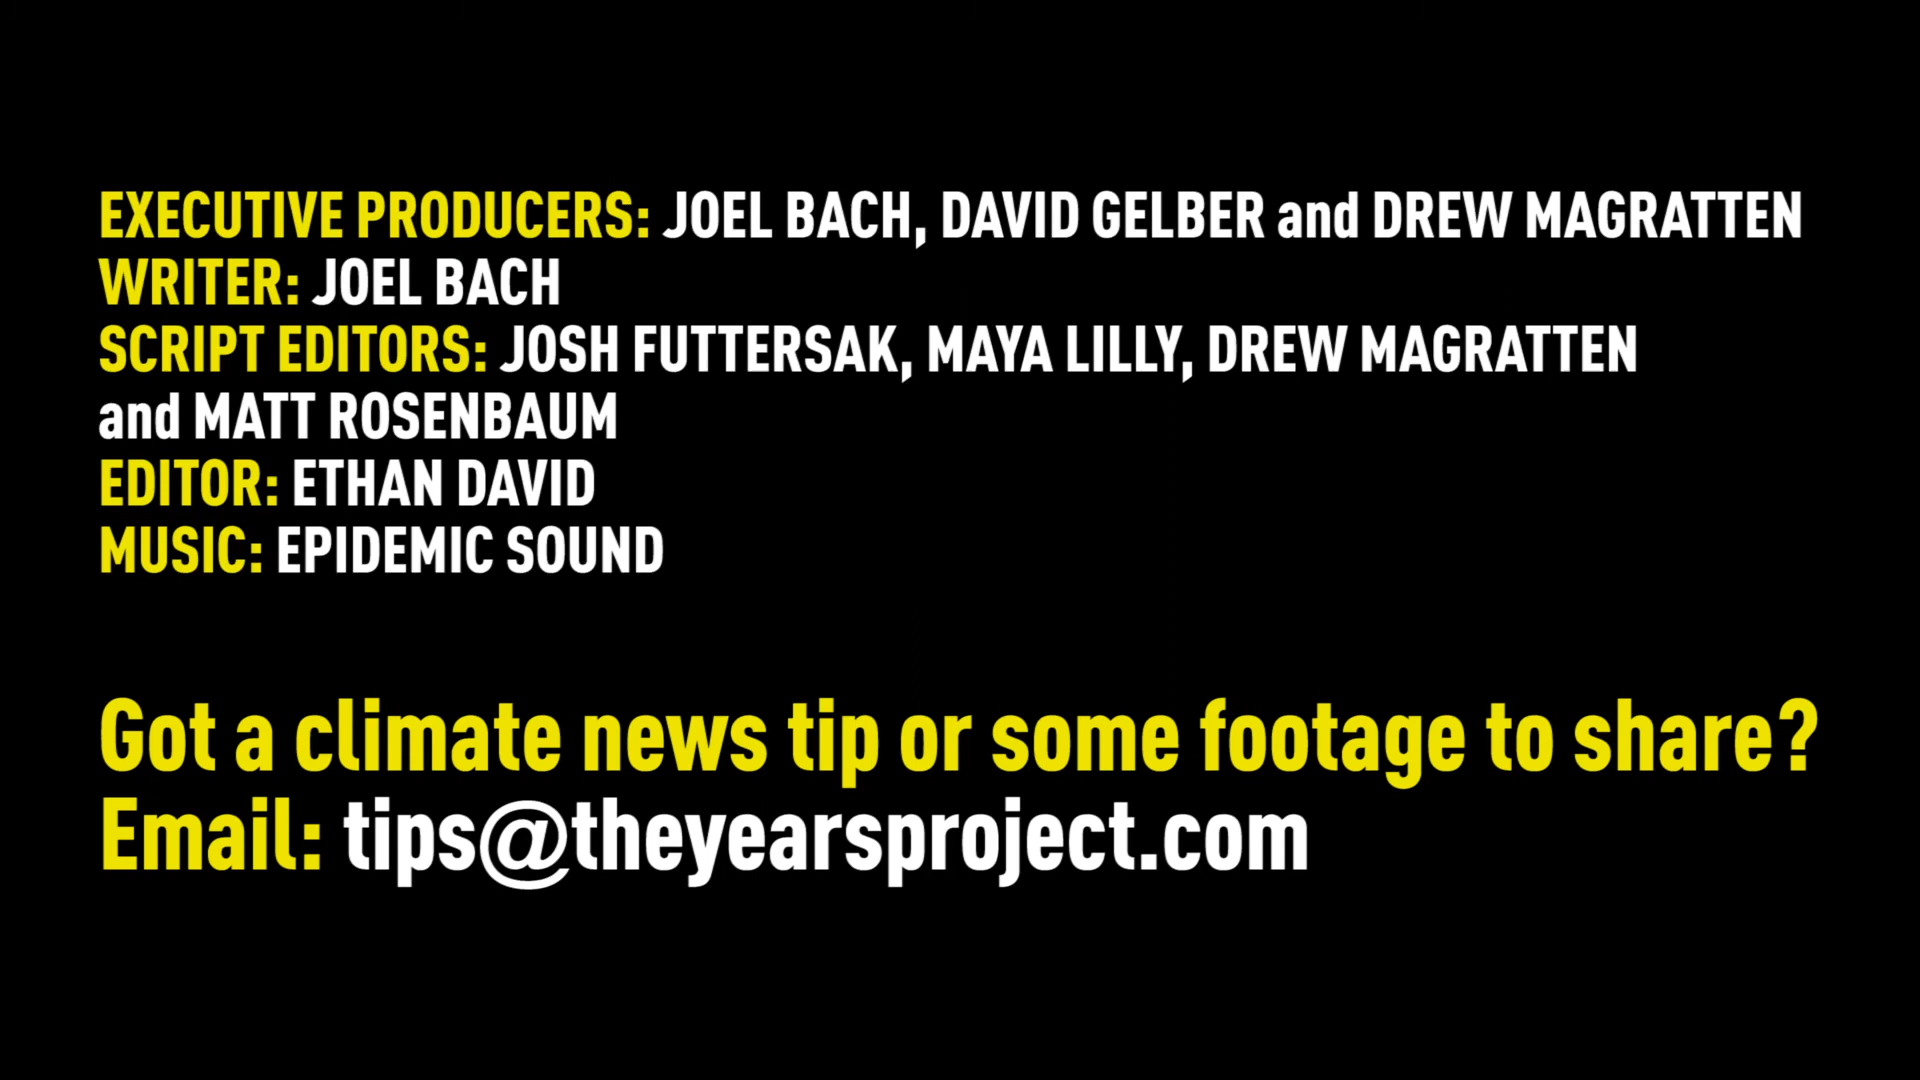 EXECUTIVE PRODUCERS: JOEL BACH, DAVID GELBER and DREW MAGRATTEN
WRITER: JOEL BACH
SCRIPT EDITORS: JOSH FUTTERSAK, MAYA LILLY, DREW MAGRATTEN
and MATT ROSENBAUM
EDITOR: ETHAN DAVID
MUSIC: EPIDEMIC SOUND
Got a climate news tip or some footage to share?
Email: tips@theyearsproject.com